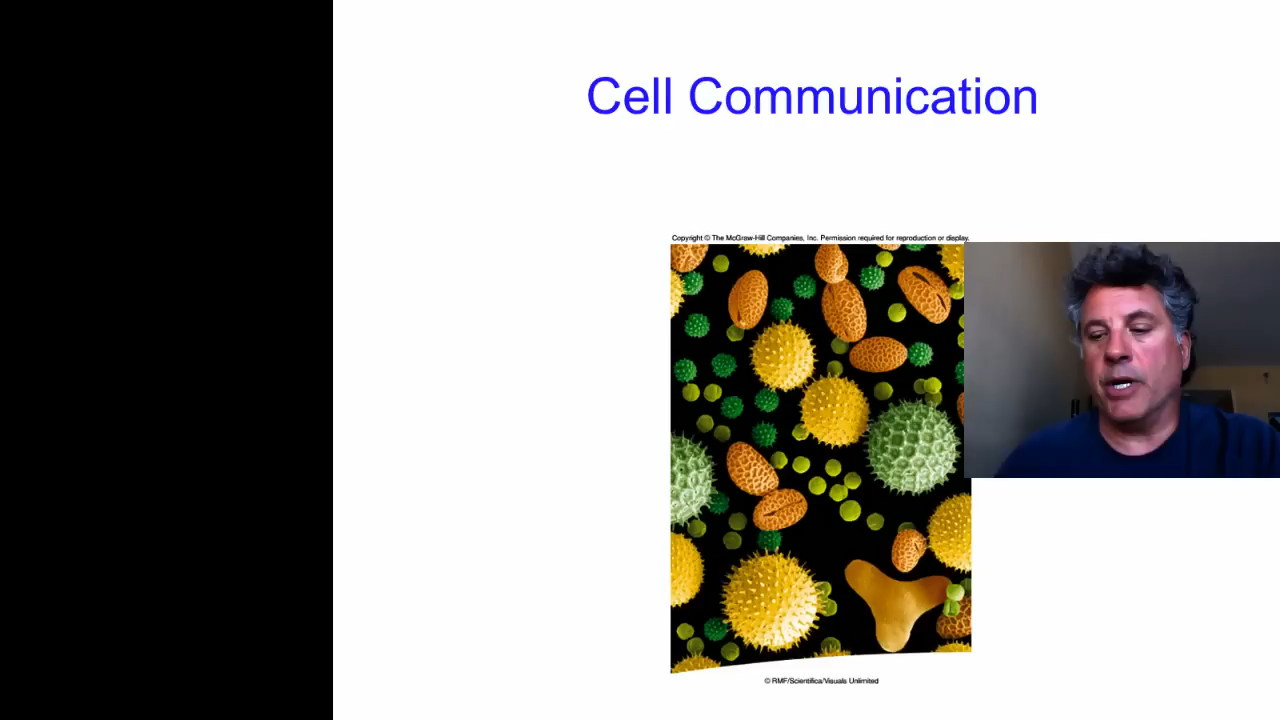 Cell Communication
Copyright © The McGraw-Hill Companies, Inc. Permission required for reproduction or display.
© RMF/Scientifica/Visuals Unlimited